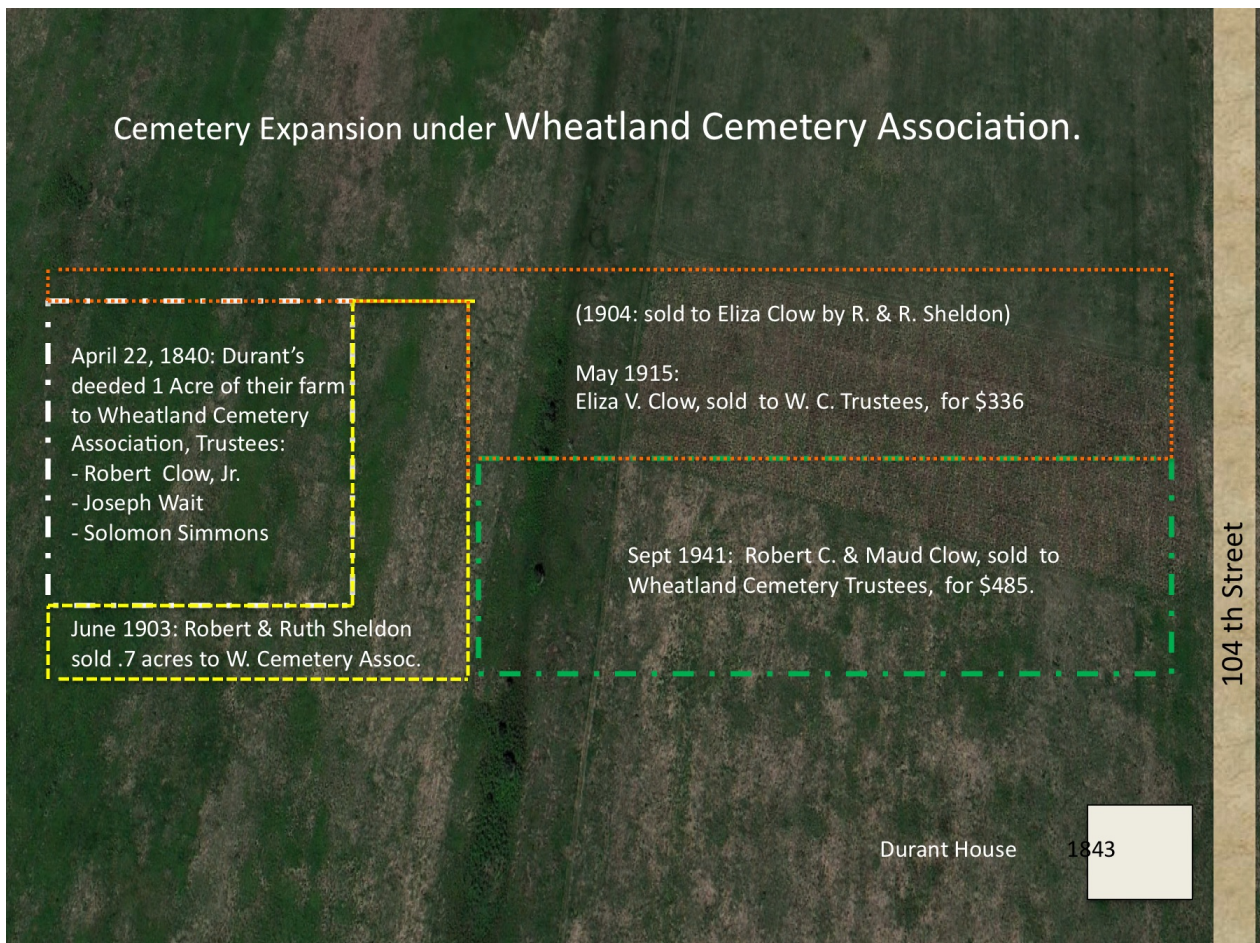 Cemetery Expansion under Wheatland Cemetery Association.
(1904: sold to Eliza Clow by R. & R. Sheldon)
May 1915:
Eliza V. Clow, sold  to W. C. Trustees,  for $336
April 22, 1840: Durant’s
deeded 1 Acre of their farm
to Wheatland Cemetery
Association, Trustees:
- Robert  Clow, Jr.
- Joseph Wait
- Solomon Simmons
Sept 1941:  Robert C. & Maud Clow, sold  to
Wheatland Cemetery Trustees,  for $485.
June 1903: Robert & Ruth Sheldon
sold .7 acres to W. Cemetery Assoc.
104 th Street
Durant House 1843